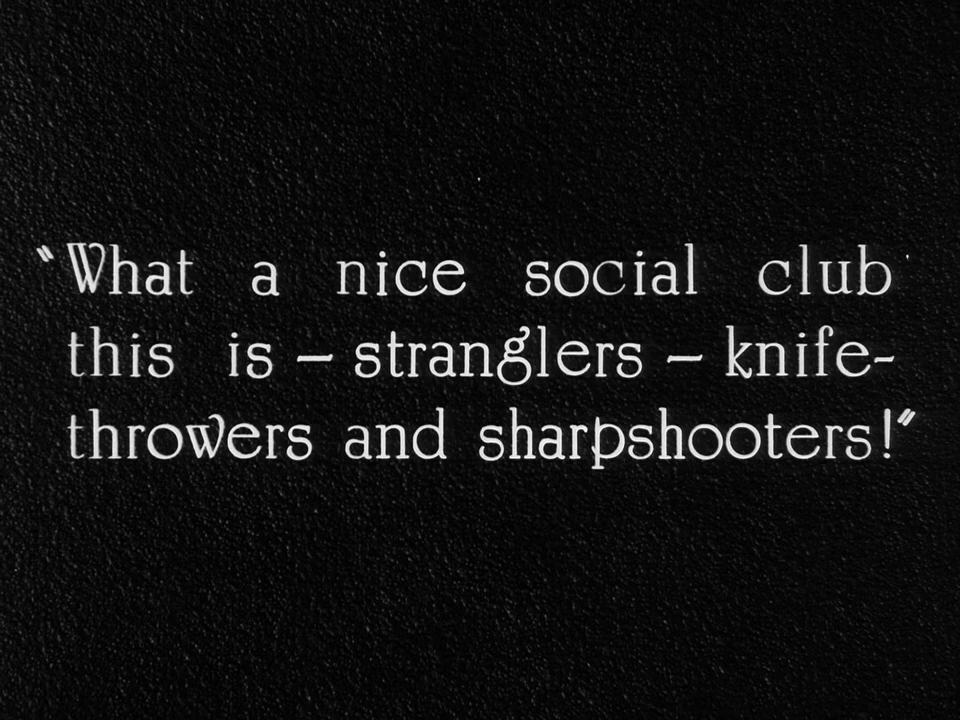 “What a nice social club
this is – stranglers – knife-
throwers and sharpshooters!”